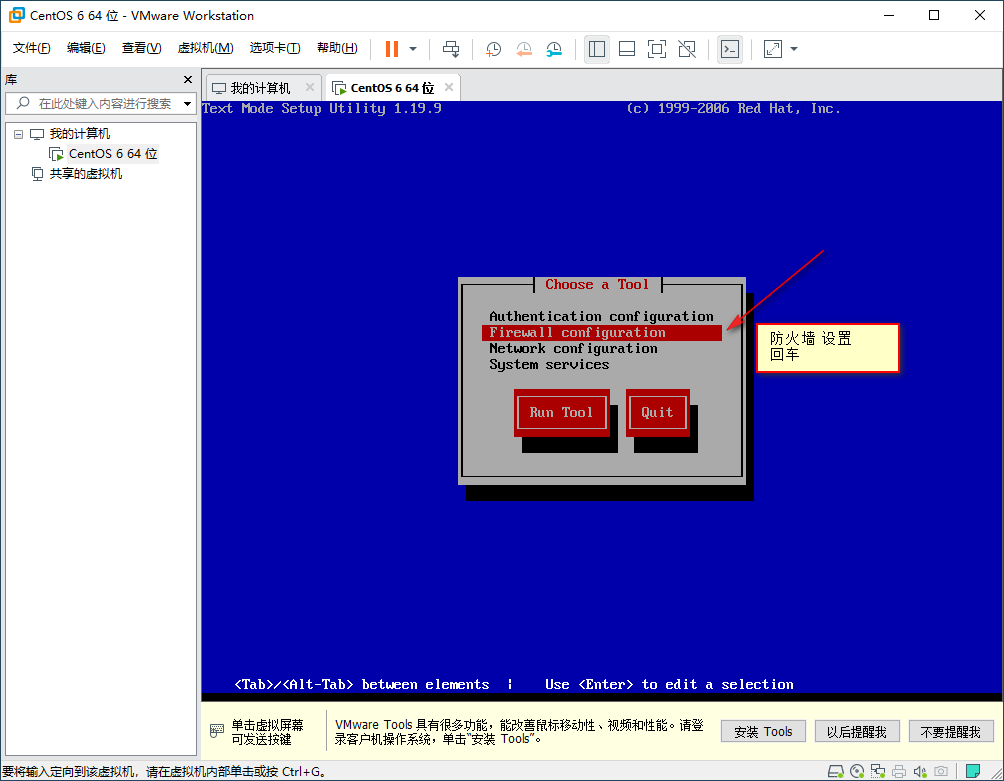 CentOS 6 64 位 - VMware Workstation
文件(F) 编辑(E) 查看(V) 虚拟机(M) 选项卡(T) 帮助(H)
库
在此处键入内容进行搜索
我的计算机
CentOS 6 64 位
共享的虚拟机
我的计算机 CentOS 6 64 位
Text Mode Setup Utility 1.19.9 (c) 1999-2006 Red Hat, Inc.
Choose a Tool
Authentication configuration
Firewall configuration
Network configuration
System services
Run Tool Quit
防火墙 设置
回车
<Tab>/<Alt-Tab> between elements | Use <Enter> to edit a selection
单击虚拟屏幕
可发送按键
VMware Tools 具有很多功能，能改善鼠标移动性、视频和性能。请登
录客户机操作系统，单击“安装 Tools”。
安装 Tools 以后提醒我 不要提醒我
要将输入定向到该虚拟机，请在虚拟机内部单击或按 Ctrl+G。